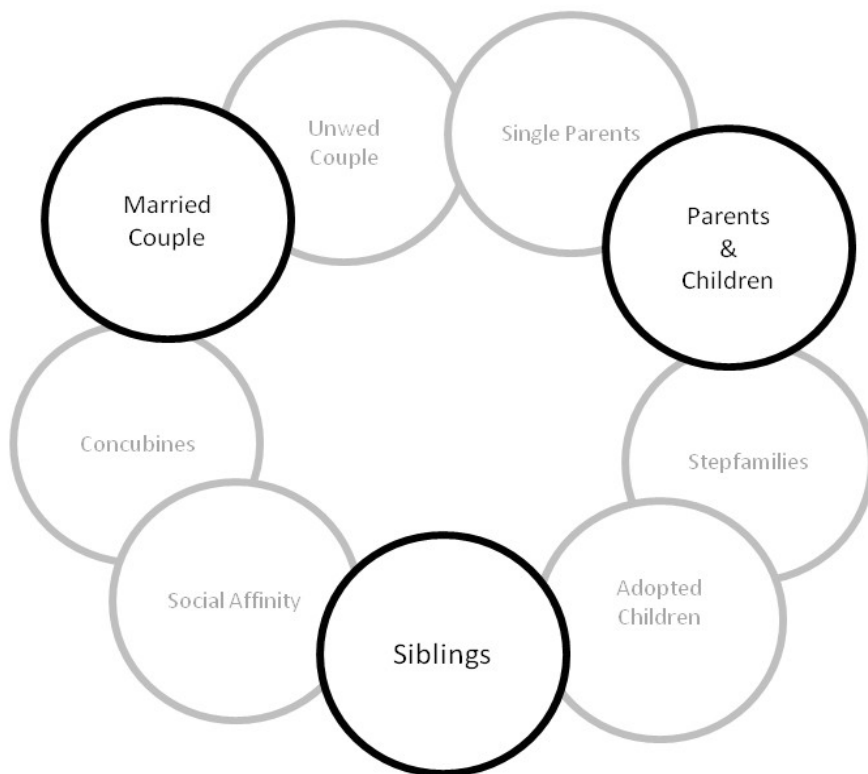 Unwed
Couple
Single Parents
Married
Couple
Parents
&
Children
Concubines
Stepfamilies
Social Affinity
Adopted
Children
Siblings